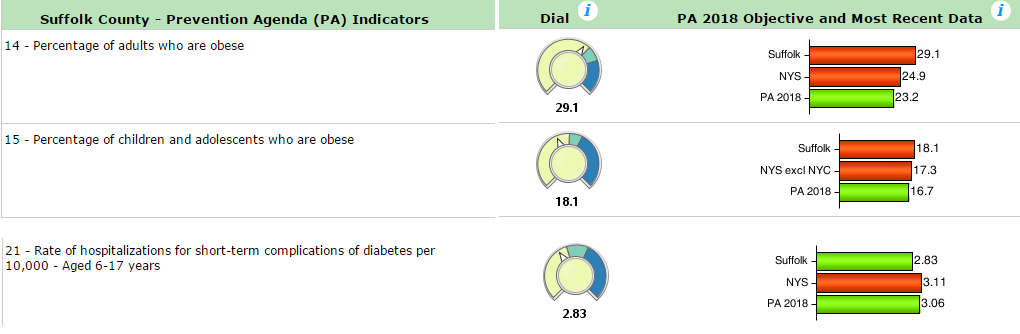 Suffolk County - Prevention Agenda (PA) Indicators
Dial i
PA 2018 Objective and Most Recent Data i
14 - Percentage of adults who are obese
29.1
Suffolk 29.1
NYS 24.9
PA 2018 23.2
15 - Percentage of children and adolescents who are obese
18.1
Suffolk 18.1
NYS excl NYC 17.3
PA 2018 16.7
21 - Rate of hospitalizations for short-term complications of diabetes per
10,000 - Aged 6-17 years
2.83
Suffolk 2.83
NYS 3.11
PA 2018 3.06